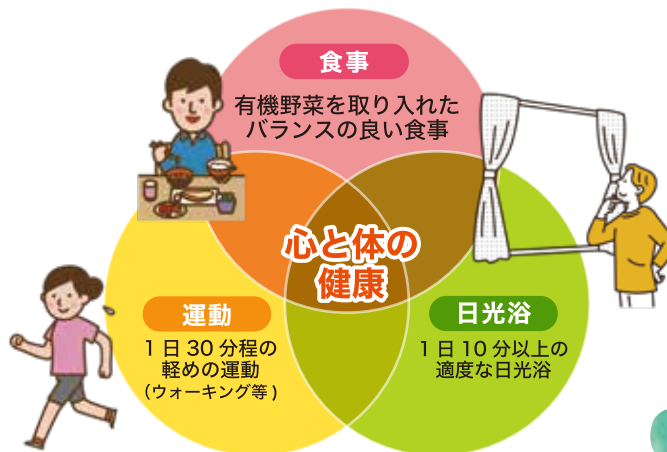 食事
有機野菜を取り入れた
バランスの良い食事
心と体の
健康
運動
1日30分程の
軽めの運動
(ウォーキング等)
日光浴
1日10分以上の
適度な日光浴